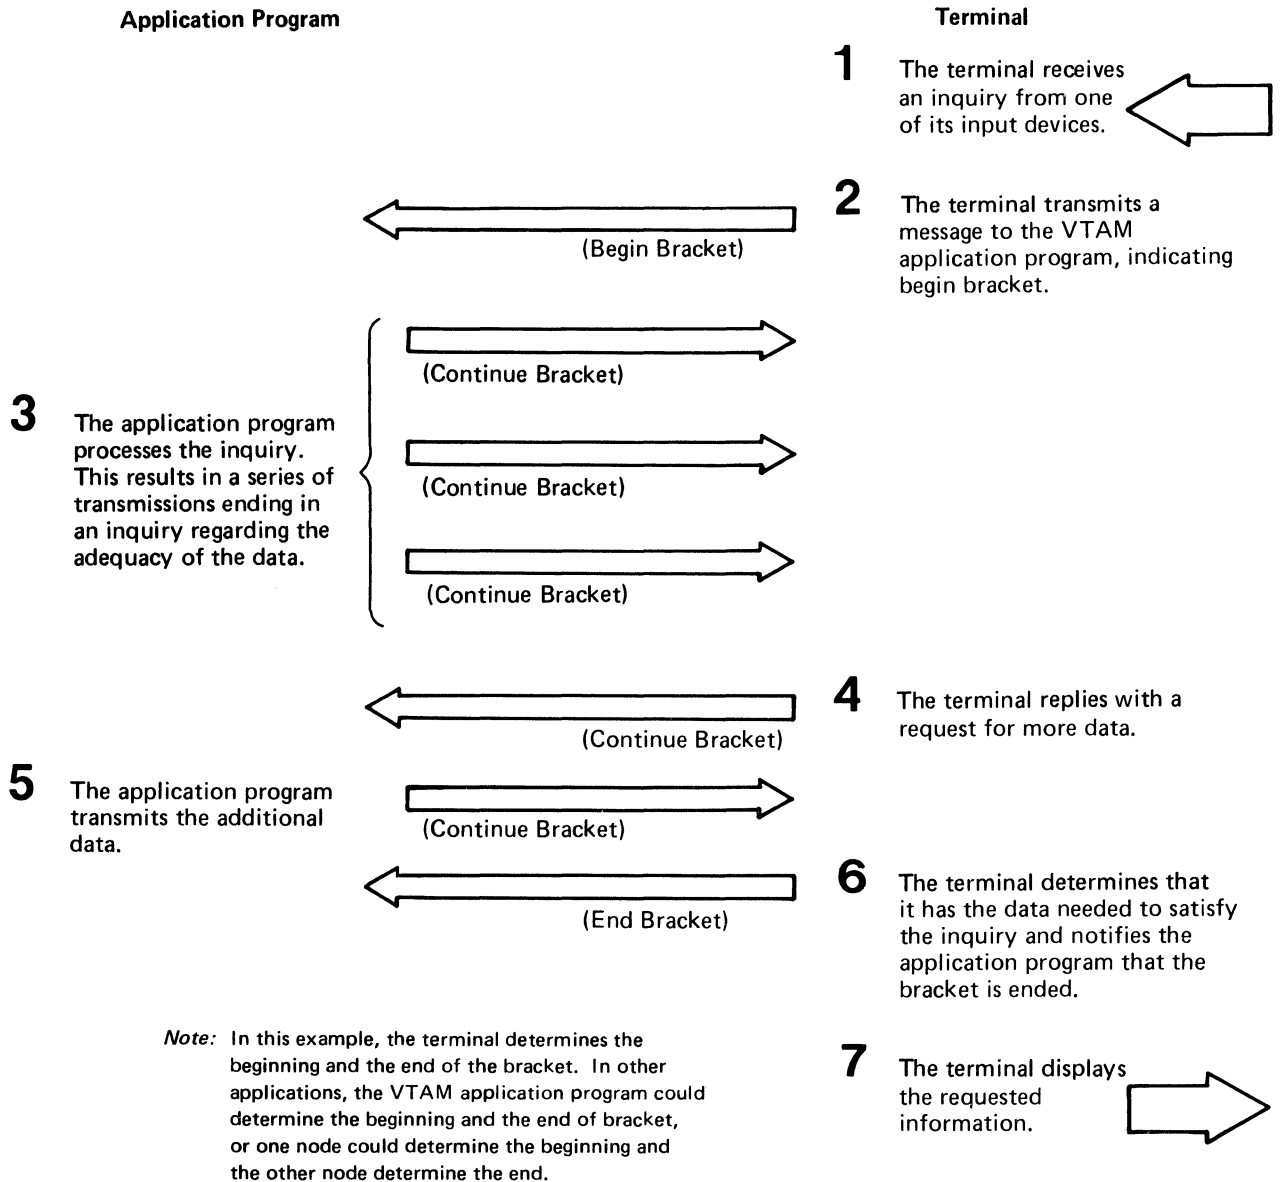 Application Program
Terminal
1
The terminal receives
an inquiry from one
of its input devices.
2
The terminal transmits a
message to the VTAM
application program, indicating
begin bracket.
(Begin Bracket)
(Continue Bracket)
3
The application program
processes the inquiry.
This results in a series of
transmissions ending in
an inquiry regarding the
adequacy of the data.
(Continue Bracket)
(Continue Bracket)
4
The terminal replies with a
request for more data.
(Continue Bracket)
5
The application program
transmits the additional
data.
(Continue Bracket)
6
The terminal determines that
it has the data needed to satisfy
the inquiry and notifies the
application program that the
bracket is ended.
(End Bracket)
Note: In this example, the terminal determines the
beginning and the end of the bracket. In other
applications, the VTAM application program could
determine the beginning and the end of bracket,
or one node could determine the beginning and
the other node determine the end.
7
The terminal displays
the requested
information.